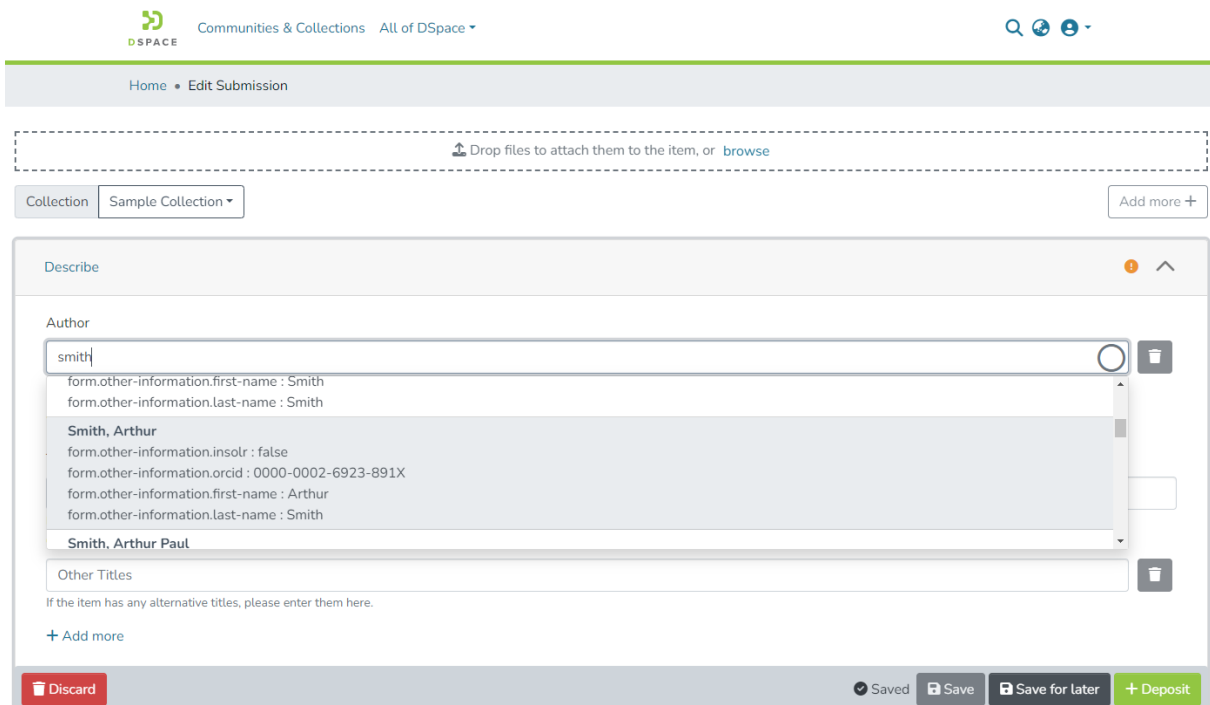 DSPACE
Communities & Collections All of DSpace
Home • Edit Submission
Drop files to attach them to the item, or browse
Collection Sample Collection
Add more +
Describe
Author
smith
form.other-information.first-name : Smith
form.other-information.last-name : Smith
Smith, Arthur
form.other-information.insolr : false
form.other-information.orcid : 0000-0002-6923-891X
form.other-information.first-name : Arthur
form.other-information.last-name : Smith
Smith, Arthur Paul
Other Titles
If the item has any alternative titles, please enter them here.
+ Add more
Discard
Saved Save Save for later + Deposit